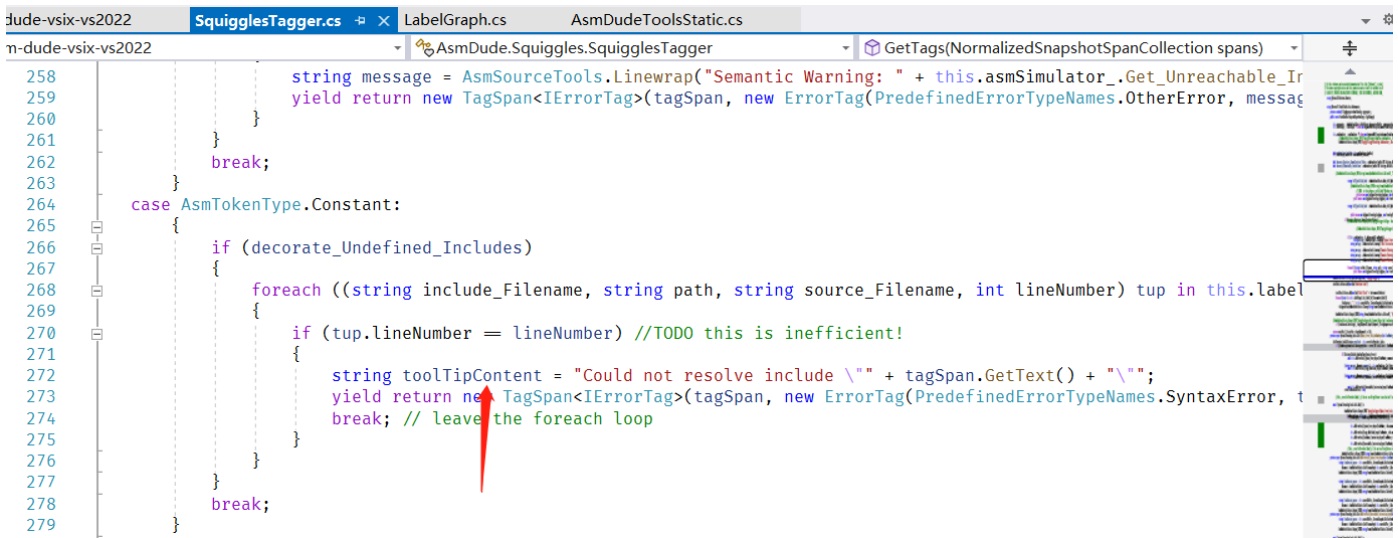 dude-vsix-vs2022 SquigglesTagger.cs LabelGraph.cs AsmDudeToolsStatic.cs
m-dude-vsix-vs2022 AsmDude.Squiggles.SquigglesTagger GetTags(NormalizedSnapshotSpanCollection spans)
258 string message = AsmSourceTools.Linewrap("Semantic Warning: " + this.asmSimulator_.Get_Unreachable_In
259 yield return new TagSpan<IErrorTag>(tagSpan, new ErrorTag(PredefinedErrorTypeNames.OtherError, messag
260 }
261 }
262 break;
263 }
264 case AsmTokenType.Constant:
265 {
266 if (decorate_Undefined_Includes)
267 {
268 foreach ((string include_Filename, string path, string source_Filename, int lineNumber) tup in this.label
269 {
270 if (tup.lineNumber == lineNumber) //TODO this is inefficient!
271 {
272 string toolTipContent = "Could not resolve include \"" + tagSpan.GetText() + "\"";
273 yield return new TagSpan<IErrorTag>(tagSpan, new ErrorTag(PredefinedErrorTypeNames.SyntaxError, t
274 break; // leave the foreach loop
275 }
276 }
277 }
278 break;
279 }